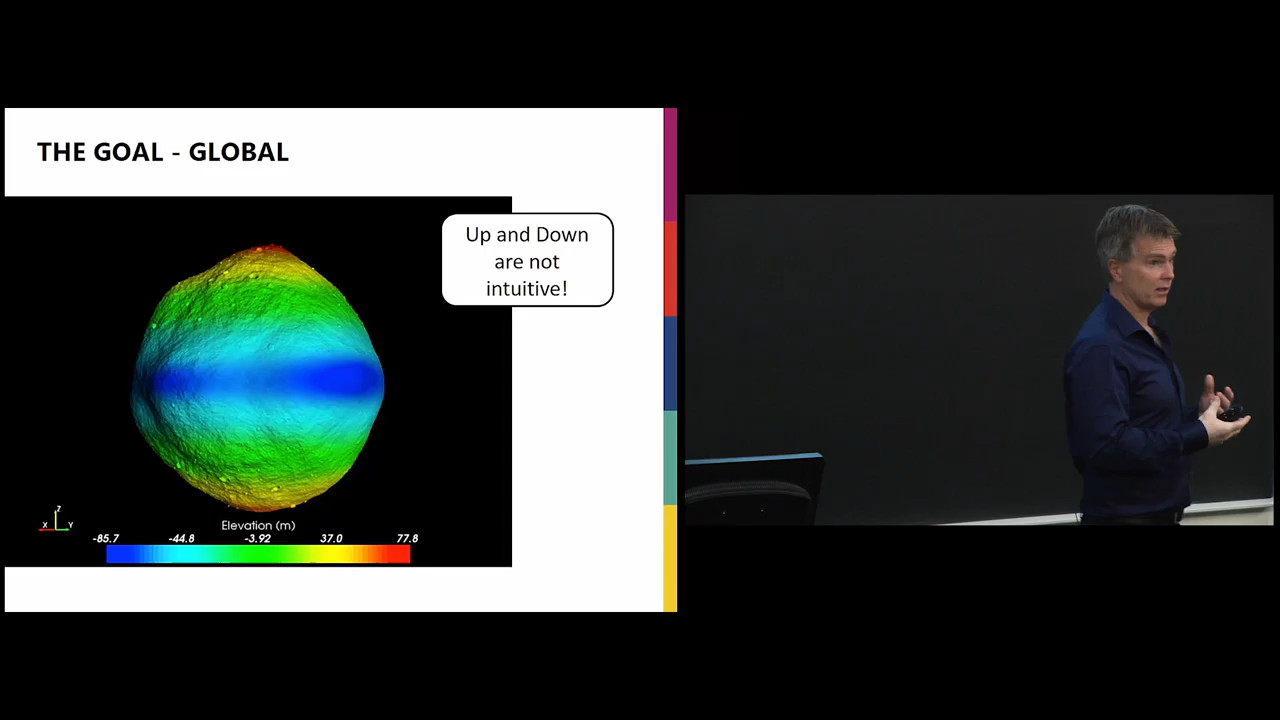 THE GOAL - GLOBAL
Up and Down
are not
intuitive!
Z
X
Y
Elevation (m)
-85.7 -44.8 -3.92 37.0 77.8